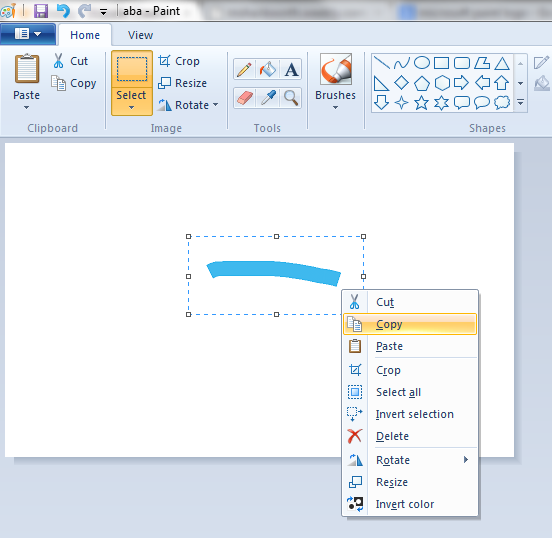 aba - Paint
Home View
Paste
Cut
Copy
Clipboard
Select
Crop
Resize
Rotate
Image
A
Tools
Brushes
Shapes
Cut
Copy
Paste
Crop
Select all
Invert selection
Delete
Rotate
Resize
Invert color